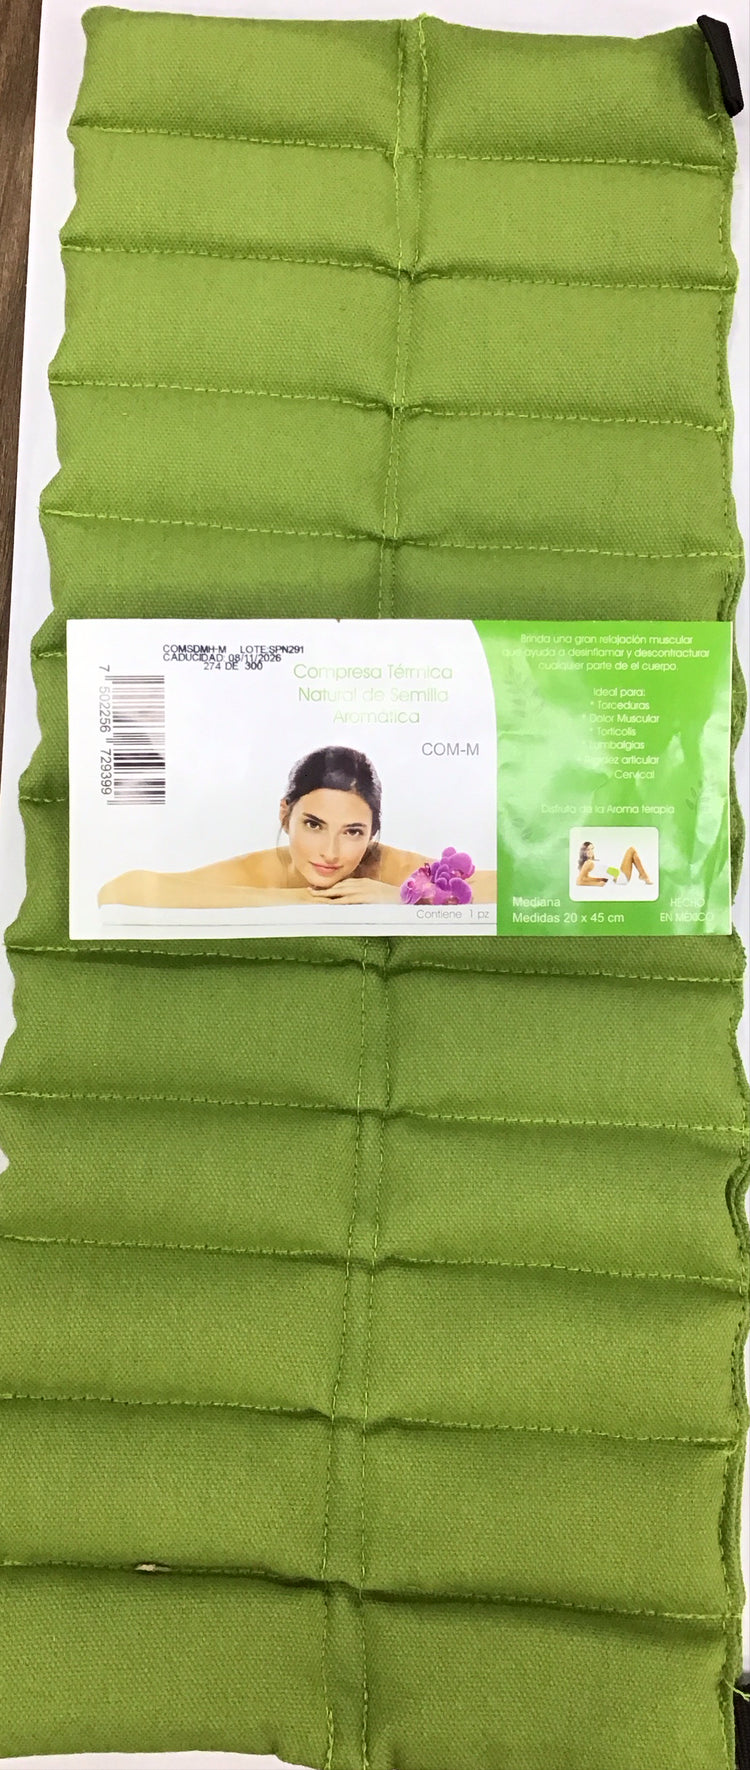 COMSDMH-M LOTE:SPN291
CADUCIDAD: 08/11/2026
274 DE 300
7 502256 729399
Compresa Térmica
Natural de Semilla
Aromática
COM-M
Contiene 1 pz
Brinda una gran relajación muscular
que ayuda a desinflamar y descontracturar
cualquier parte de el cuerpo.
Ideal para:
* Torceduras
* Dolor Muscular
* Torticolis
* Lumbalgias
articular
Cervical
Disfruta de la Aroma terapia
Mediana
Medidas 20 x 45 cm
HECHO
EN MÉXICO